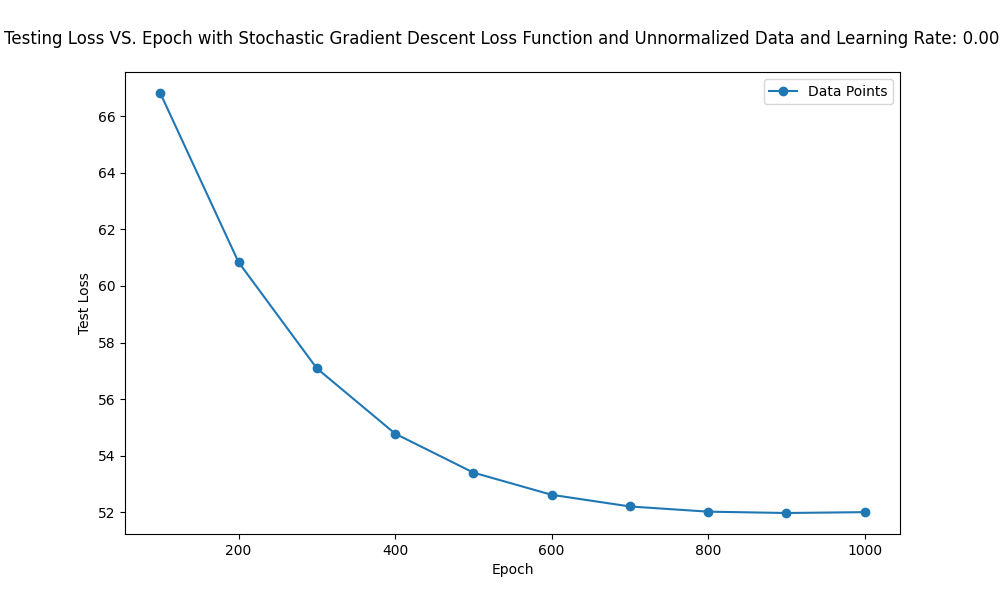 Testing Loss VS. Epoch with Stochastic Gradient Descent Loss Function and Unnormalized Data and Learning Rate: 0.00
Data Points
66
64
62
60
58
56
54
52
Test Loss
200 400 600 800 1000
Epoch